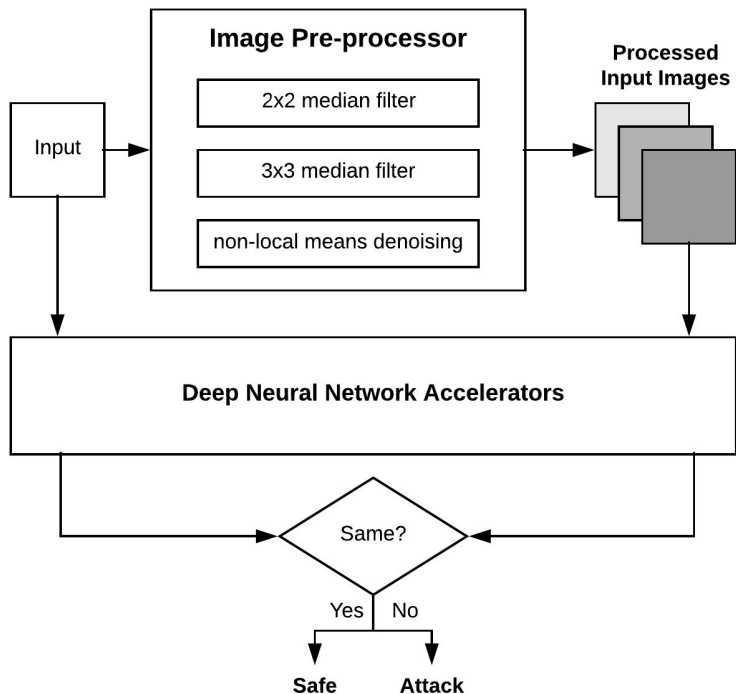 Image Pre-processor
Processed
Input Images
2x2 median filter
Input
3x3 median filter
non-local means denoising
Deep Neural Network Accelerators
Same?
Yes No
Safe Attack